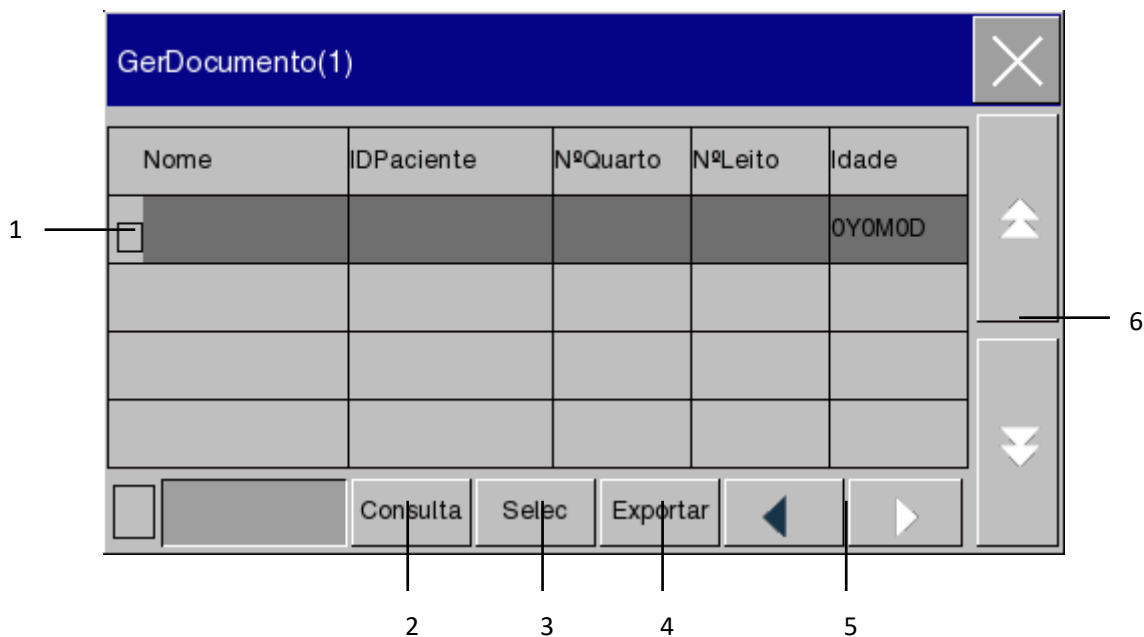 GerDocumento(1)
Nome IDPaciente NºQuarto NºLeito Idade
1
0Y0M0D
6
Consulta Selec Exportar
2 3 4 5